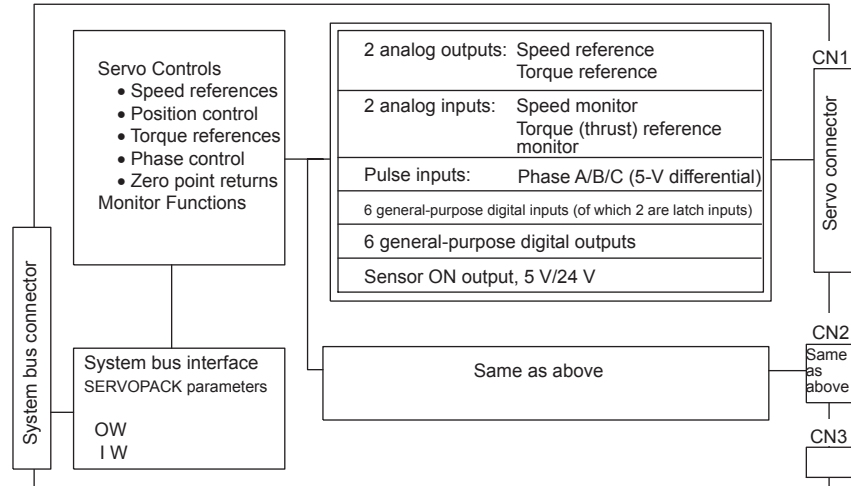 Servo Controls
• Speed references
• Position control
• Torque references
• Phase control
• Zero point returns
Monitor Functions
2 analog outputs: Speed reference
Torque reference
2 analog inputs: Speed monitor
Torque (thrust) reference
monitor
Pulse inputs: Phase A/B/C (5-V differential)
6 general-purpose digital inputs (of which 2 are latch inputs)
6 general-purpose digital outputs
Sensor ON output, 5 V/24 V
CN1
Servo connector
System bus connector
System bus interface
SERVOPACK parameters
OW
I W
Same as above
CN2
Same
as
above
CN3